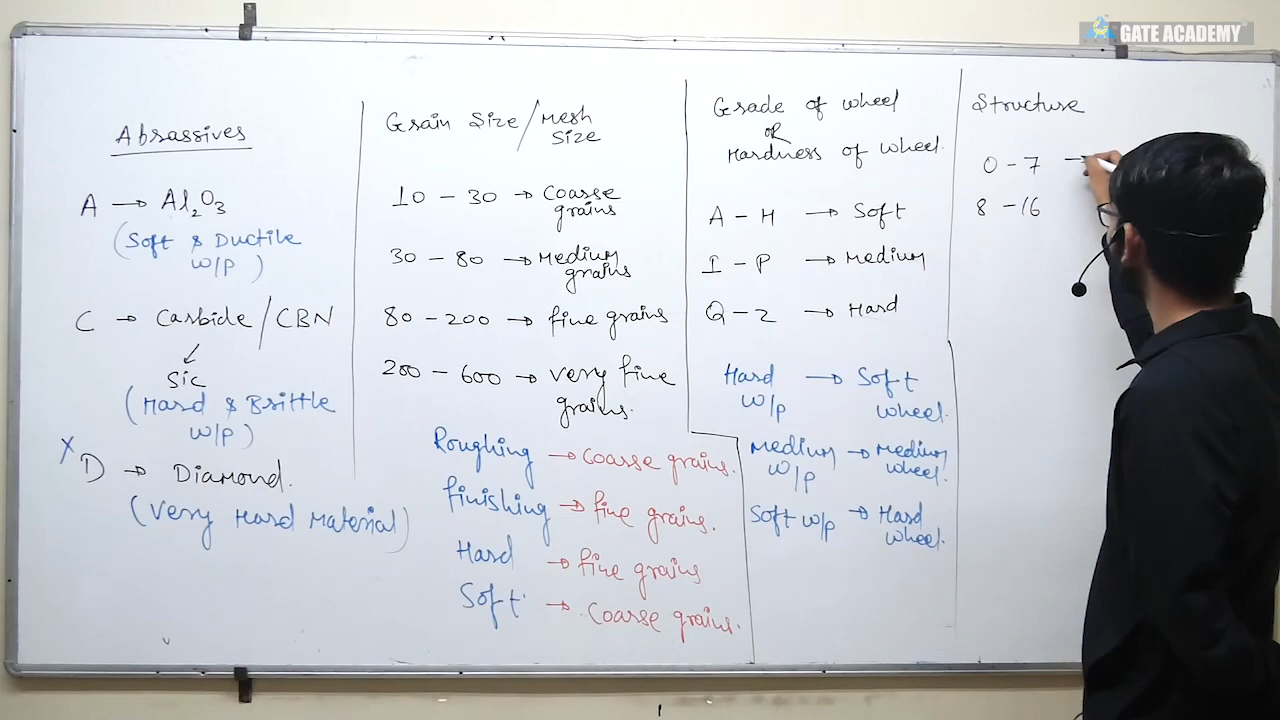 GATE ACADEMY
Abrassives
A → Al2O3
(Soft & Ductile
w/p)
C → Carbide/CBN
↙
Sic
(Hard & Brittle
w/p)
x D → Diamond.
(Very Hard Material)
Grain Size/Mesh
Size
10 - 30 → Coarse
grains
30 - 80 → Medium
grains
80 - 200 → fine grains
200 - 600 → very fine
grains.
Roughing → Coarse grains.
finishing → fine grains.
Hard → fine grains
Soft → Coarse grains.
Grade of wheel
OR
Hardness of wheel.
A - H → Soft
I - P → Medium
Q - Z → Hard
Hard → Soft
w/p wheel.
Medium → Medium
w/p wheel.
Soft w/p → Hard
wheel.
Structure
0 - 7 →
8 - 16